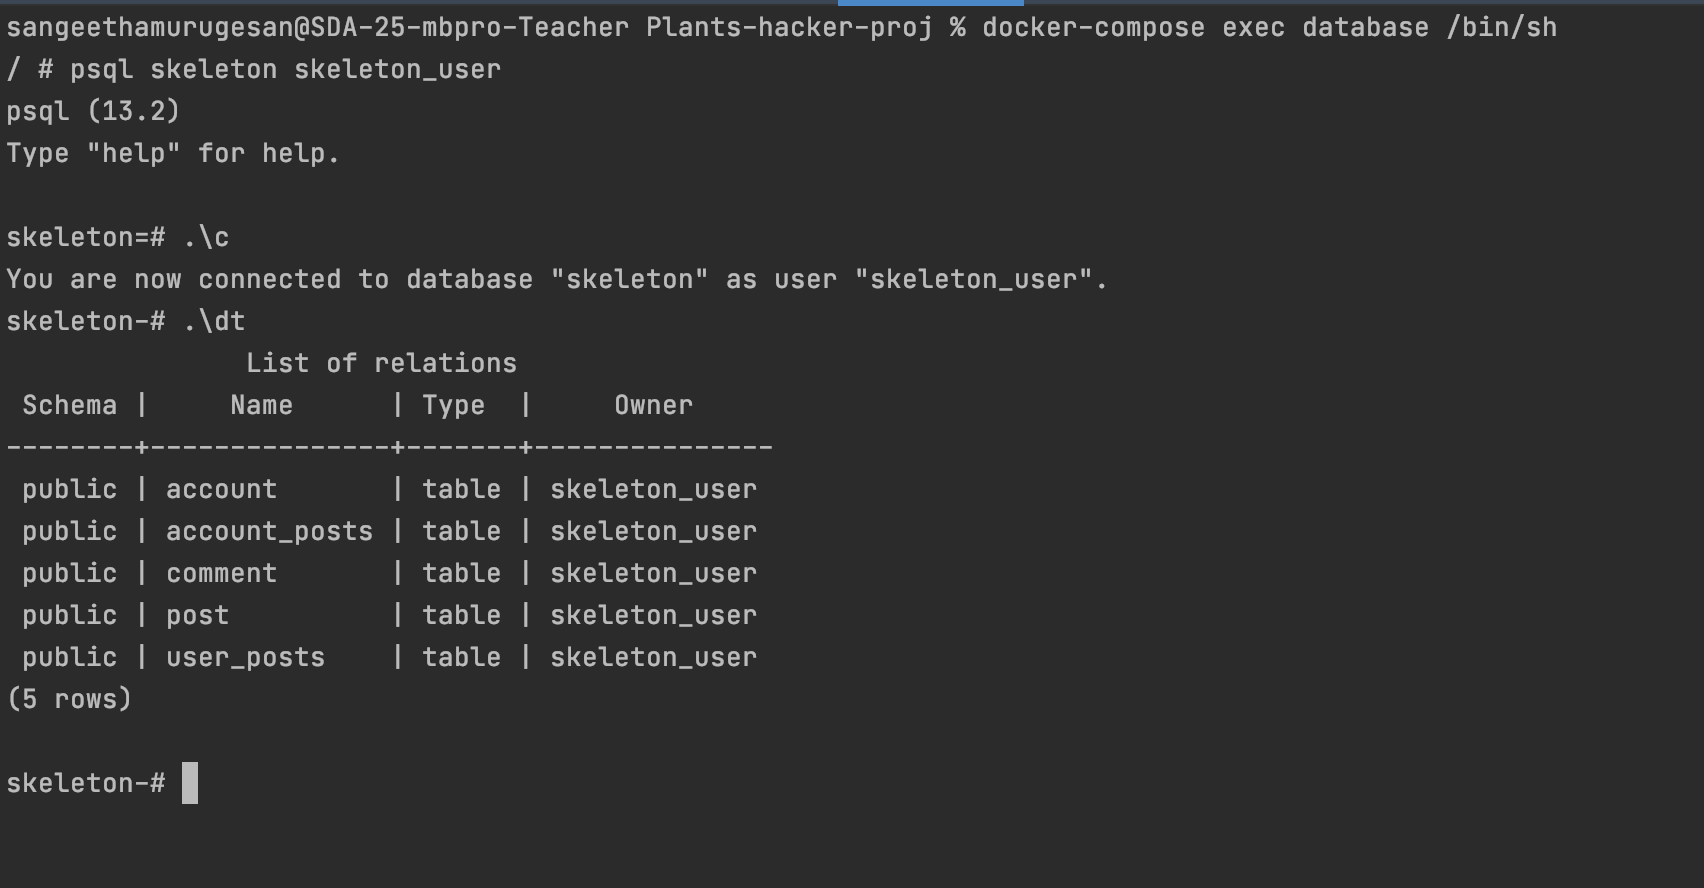 sangeethamurugesan@SDA-25-mbpro-Teacher Plants-hacker-proj % docker-compose exec database /bin/sh
/ # psql skeleton skeleton_user
psql (13.2)
Type "help" for help.

skeleton=# .\c
You are now connected to database "skeleton" as user "skeleton_user".
skeleton-# .\dt
               List of relations
 Schema |     Name      | Type  |     Owner
--------+---------------+-------+---------------
 public | account       | table | skeleton_user
 public | account_posts | table | skeleton_user
 public | comment       | table | skeleton_user
 public | post          | table | skeleton_user
 public | user_posts    | table | skeleton_user
(5 rows)

skeleton-#